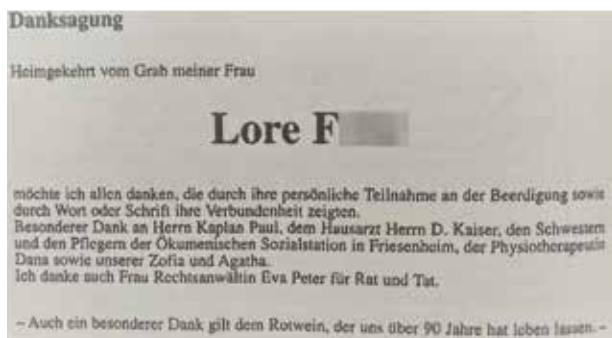 Danksagung
Heimgekehrt vom Grab meiner Frau
Lore F
möchte ich allen danken, die durch ihre persönliche Teilnahme an der Beerdigung sowie
durch Wort oder Schrift ihre Verbundenheit zeigten.
Besonderer Dank an Herrn Kaplan Paul, dem Hausarzt Herrn D. Kaiser, den Schwestern
und den Pflegern der Ökumenischen Sozialstation in Friesenheim, der Physiotherapeutin
Dana sowie unserer Zofia und Agatha.
Ich danke auch Frau Rechtsanwältin Eva Peter für Rat und Tat.
– Auch ein besonderer Dank gilt dem Rotwein, der uns über 90 Jahre hat leben lassen. –